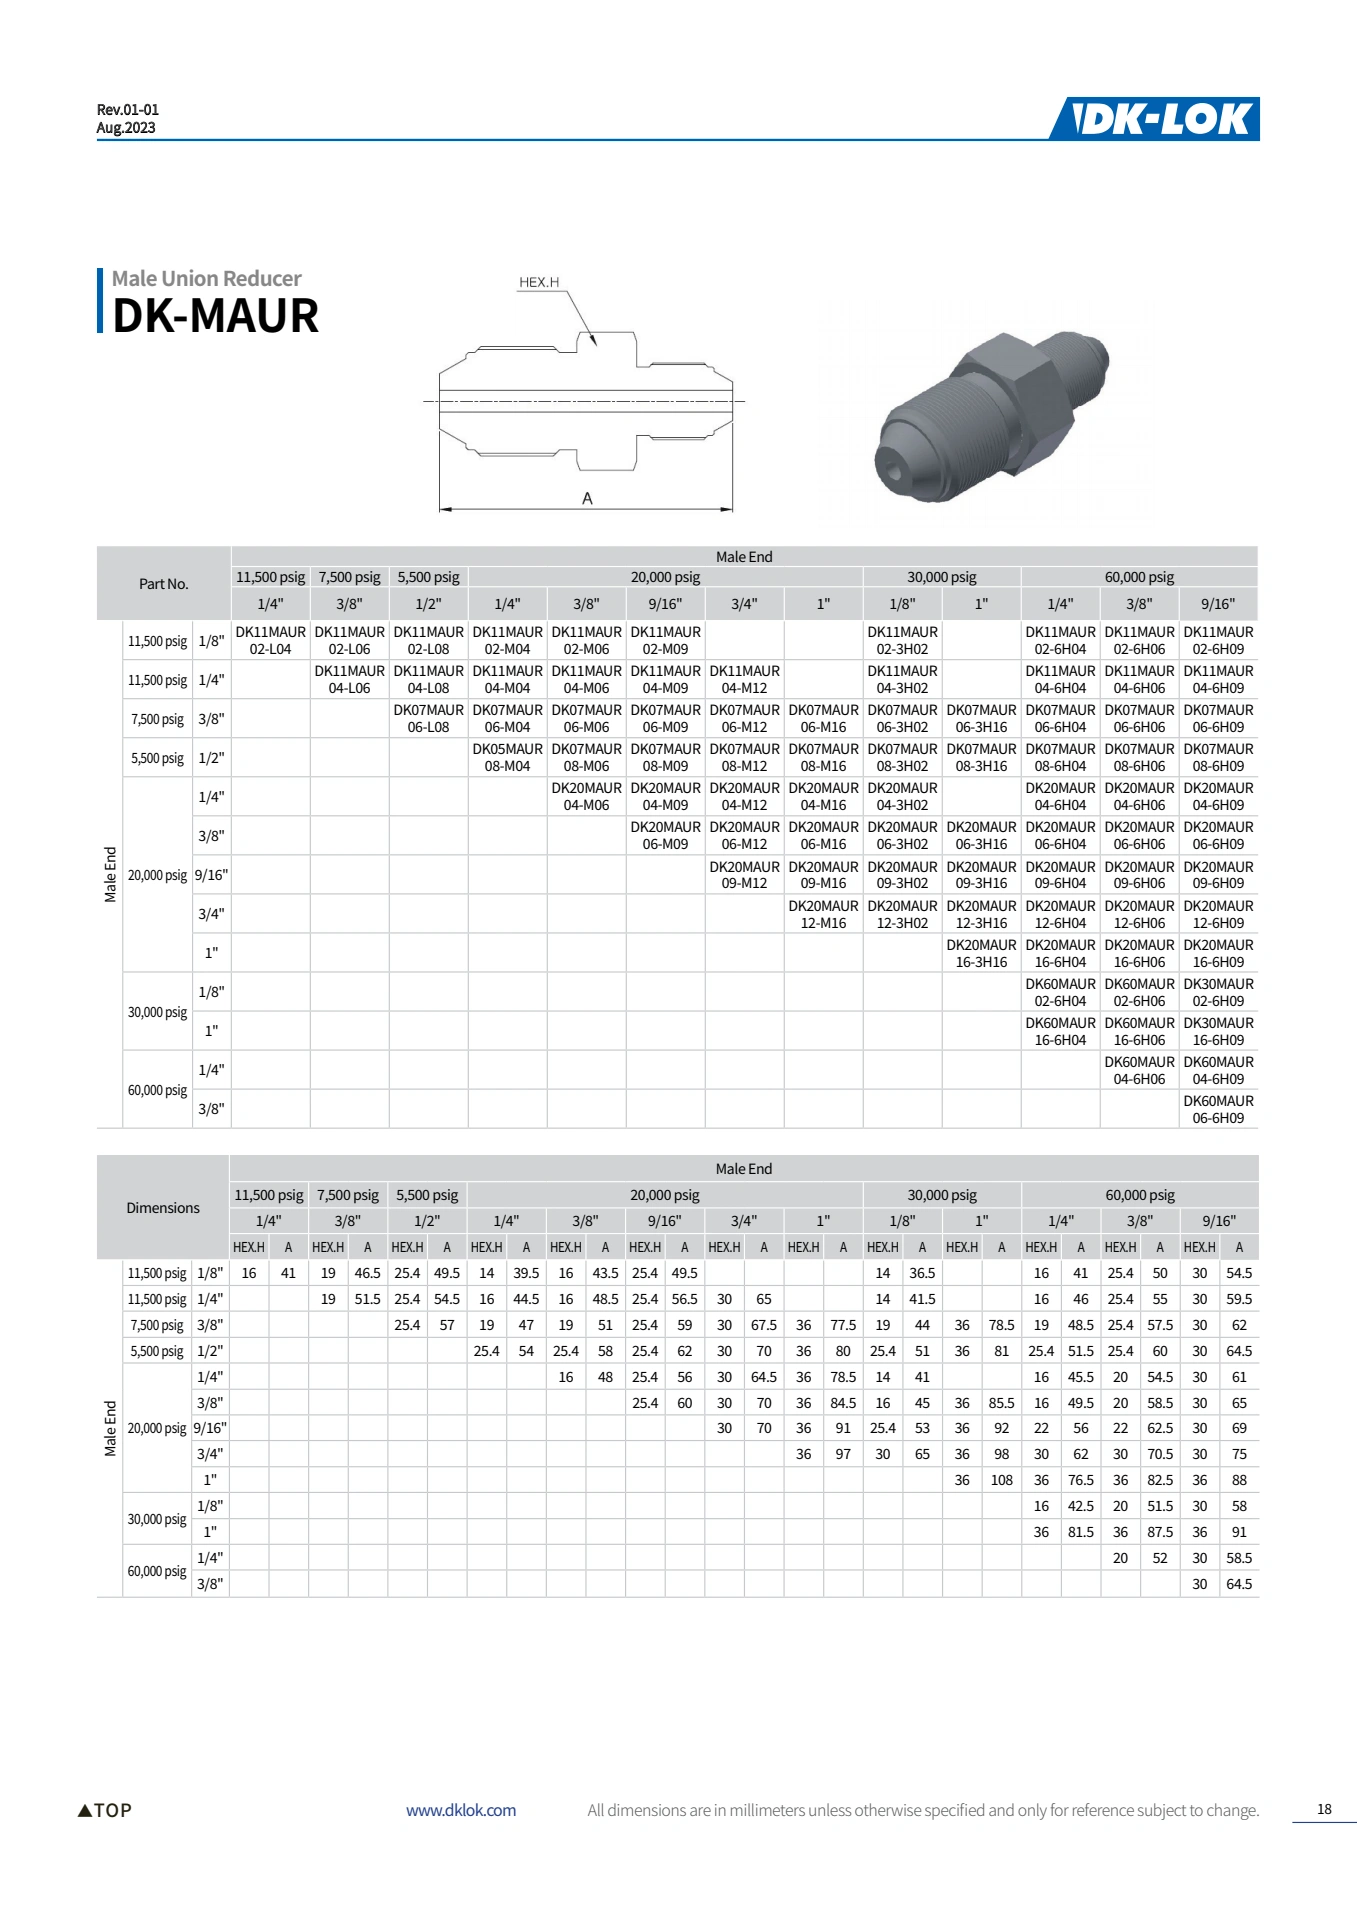 Rev.01-01
Aug.2023
DK-LOK
Male Union Reducer
DK-MAUR
HEX.H
A
Part No. Male End
11,500 psig 7,500 psig 5,500 psig 20,000 psig 30,000 psig 60,000 psig
1/4" 3/8" 1/2" 1/4" 3/8" 9/16" 3/4" 1" 1/8" 1" 1/4" 3/8" 9/16"
Male End
11,500 psig 1/8" DK11MAUR DK11MAUR DK11MAUR DK11MAUR DK11MAUR DK11MAUR DK11MAUR DK11MAUR DK11MAUR DK11MAUR
02-L04 02-L06 02-L08 02-M04 02-M06 02-M09 02-3H02 02-6H04 02-6H06 02-6H09
11,500 psig 1/4" DK11MAUR DK11MAUR DK11MAUR DK11MAUR DK11MAUR DK11MAUR DK11MAUR DK11MAUR DK11MAUR DK11MAUR
04-L06 04-L08 04-M04 04-M06 04-M09 04-M12 04-3H02 04-6H04 04-6H06 04-6H09
7,500 psig 3/8" DK07MAUR DK07MAUR DK07MAUR DK07MAUR DK07MAUR DK07MAUR DK07MAUR DK07MAUR DK07MAUR DK07MAUR DK07MAUR
06-L08 06-M04 06-M06 06-M09 06-M12 06-M16 06-3H02 06-3H16 06-6H04 06-6H06 06-6H09
5,500 psig 1/2" DK05MAUR DK07MAUR DK07MAUR DK07MAUR DK07MAUR DK07MAUR DK07MAUR DK07MAUR DK07MAUR DK07MAUR
08-M04 08-M06 08-M09 08-M12 08-M16 08-3H02 08-3H16 08-6H04 08-6H06 08-6H09
20,000 psig
1/4" DK20MAUR DK20MAUR DK20MAUR DK20MAUR DK20MAUR DK20MAUR DK20MAUR DK20MAUR
04-M06 04-M09 04-M12 04-M16 04-3H02 04-6H04 04-6H06 04-6H09
3/8" DK20MAUR DK20MAUR DK20MAUR DK20MAUR DK20MAUR DK20MAUR DK20MAUR DK20MAUR
06-M09 06-M12 06-M16 06-3H02 06-3H16 06-6H04 06-6H06 06-6H09
9/16" DK20MAUR DK20MAUR DK20MAUR DK20MAUR DK20MAUR DK20MAUR DK20MAUR
09-M12 09-M16 09-3H02 09-3H16 09-6H04 09-6H06 09-6H09
3/4" DK20MAUR DK20MAUR DK20MAUR DK20MAUR DK20MAUR DK20MAUR
12-M16 12-3H02 12-3H16 12-6H04 12-6H06 12-6H09
1" DK20MAUR DK20MAUR DK20MAUR DK20MAUR
16-3H16 16-6H04 16-6H06 16-6H09
30,000 psig
1/8" DK60MAUR DK60MAUR DK30MAUR
02-6H04 02-6H06 02-6H09
1" DK60MAUR DK60MAUR DK30MAUR
16-6H04 16-6H06 16-6H09
60,000 psig
1/4" DK60MAUR DK60MAUR
04-6H06 04-6H09
3/8" DK60MAUR
06-6H09
Dimensions Male End
11,500 psig 7,500 psig 5,500 psig 20,000 psig 30,000 psig 60,000 psig
1/4" 3/8" 1/2" 1/4" 3/8" 9/16" 3/4" 1" 1/8" 1" 1/4" 3/8" 9/16"
HEX.H A HEX.H A HEX.H A HEX.H A HEX.H A HEX.H A HEX.H A HEX.H A HEX.H A HEX.H A HEX.H A HEX.H A HEX.H A
Male End
11,500 psig 1/8" 16 41 19 46.5 25.4 49.5 14 39.5 16 43.5 25.4 49.5 14 36.5 16 41 25.4 50 30 54.5
11,500 psig 1/4" 19 51.5 25.4 54.5 16 44.5 16 48.5 25.4 56.5 30 65 14 41.5 16 46 25.4 55 30 59.5
7,500 psig 3/8" 25.4 57 19 47 19 51 25.4 59 30 67.5 36 77.5 19 44 36 78.5 19 48.5 25.4 57.5 30 62
5,500 psig 1/2" 25.4 54 25.4 58 25.4 62 30 70 36 80 25.4 51 36 81 25.4 51.5 25.4 60 30 64.5
20,000 psig
1/4" 16 48 25.4 56 30 64.5 36 78.5 14 41 16 45.5 20 54.5 30 61
3/8" 25.4 60 30 70 36 84.5 16 45 36 85.5 16 49.5 20 58.5 30 65
9/16" 30 70 36 91 25.4 53 36 92 22 56 22 62.5 30 69
3/4" 36 97 30 65 36 98 30 62 30 70.5 30 75
1" 36 108 36 76.5 36 82.5 36 88
30,000 psig
1/8" 16 42.5 20 51.5 30 58
1" 36 81.5 36 87.5 36 91
60,000 psig
1/4" 20 52 30 58.5
3/8" 30 64.5
▲TOP www.dklok.com All dimensions are in millimeters unless otherwise specified and only for reference subject to change. 18